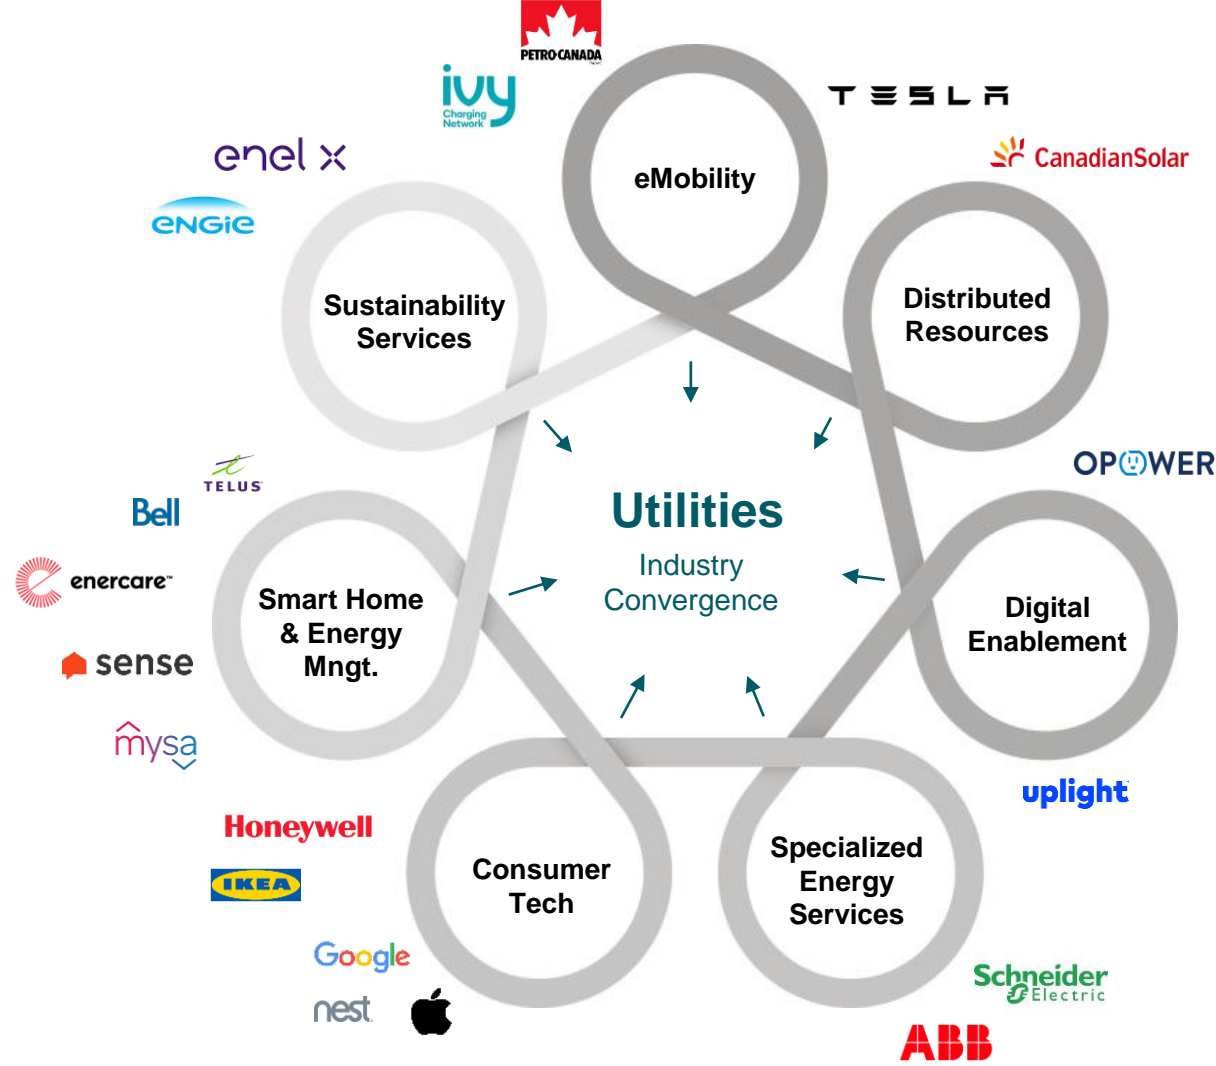 PETRO-CANADA
ivy
Charging
Network
TESLA
enel x
CanadianSolar
eMobility
ENGIE
Sustainability
Services
Distributed
Resources
TELUS
OPOWER
Bell
Utilities
Industry
Convergence
enercare™
Smart Home
& Energy
Mngt.
Digital
Enablement
sense
mysa
uplight
Honeywell
IKEA
Consumer
Tech
Specialized
Energy
Services
Google
nest
Schneider
Electric
ABB